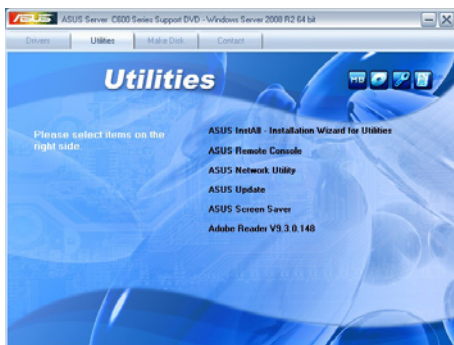 ASUS ASUS Server C600 Series Support DVD - Windows Server 2008 R2 64 bit
Drivers Utilities Make Disk Contact
Utilities
Please select items on the
right side.
ASUS InstAll - Installation Wizard for Utilities
ASUS Remote Console
ASUS Network Utility
ASUS Update
ASUS Screen Saver
Adobe Reader V9.3.0.148